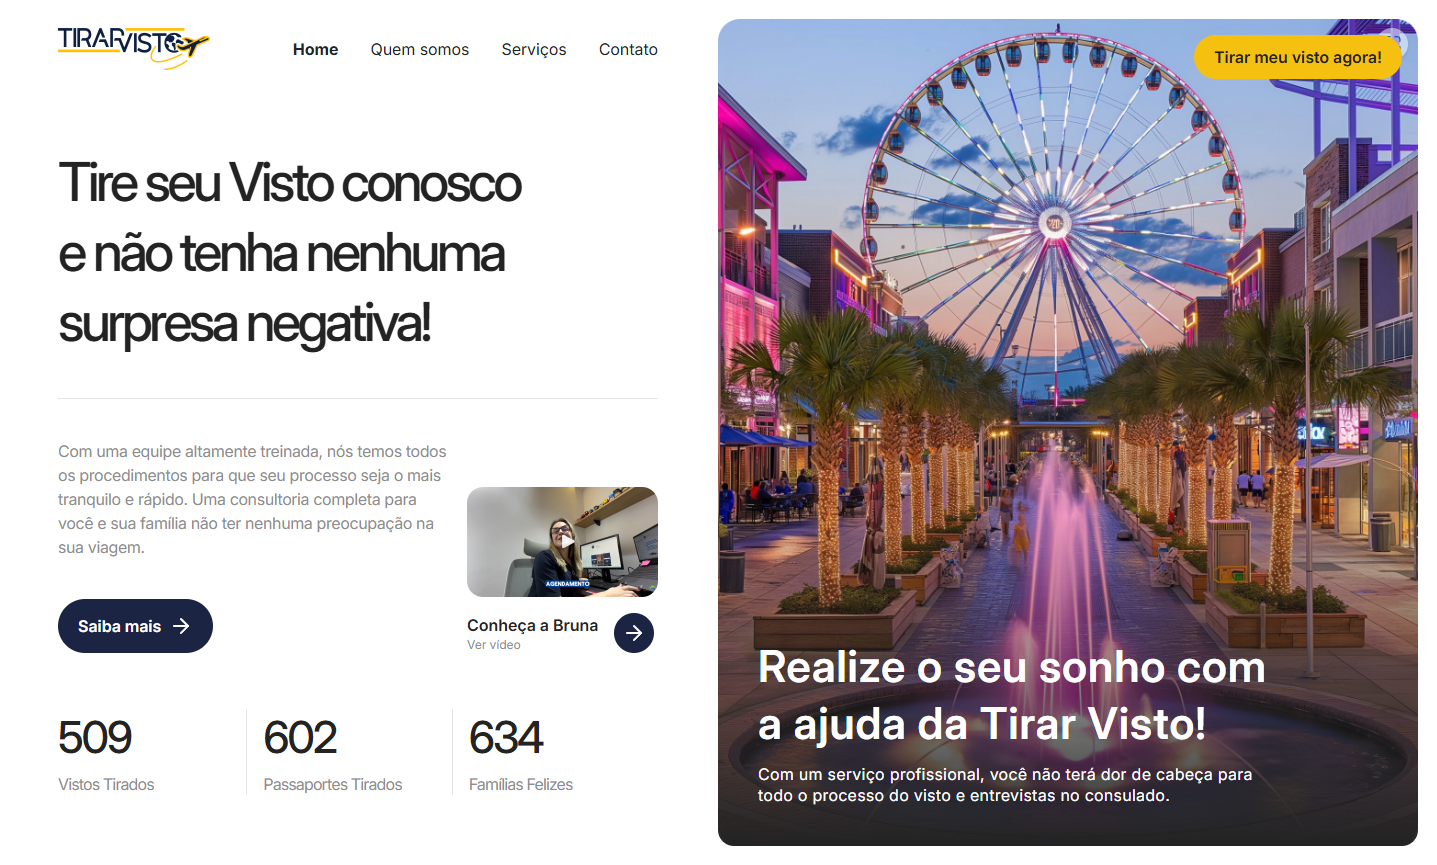 TIRARVISTO
Home
Quem somos
Serviços
Contato
Tirar meu visto agora!
Tire seu Visto conosco
e não tenha nenhuma
surpresa negativa!
Com uma equipe altamente treinada, nós temos todos
os procedimentos para que seu processo seja o mais
tranquilo e rápido. Uma consultoria completa para
você e sua família não ter nenhuma preocupação na
sua viagem.
Saiba mais
AGENDAMENTO
Conheça a Bruna
Ver vídeo
509
Vistos Tirados
602
Passaportes Tirados
634
Famílias Felizes
Realize o seu sonho com
a ajuda da Tirar Visto!
Com um serviço profissional, você não terá dor de cabeça para
todo o processo do visto e entrevistas no consulado.